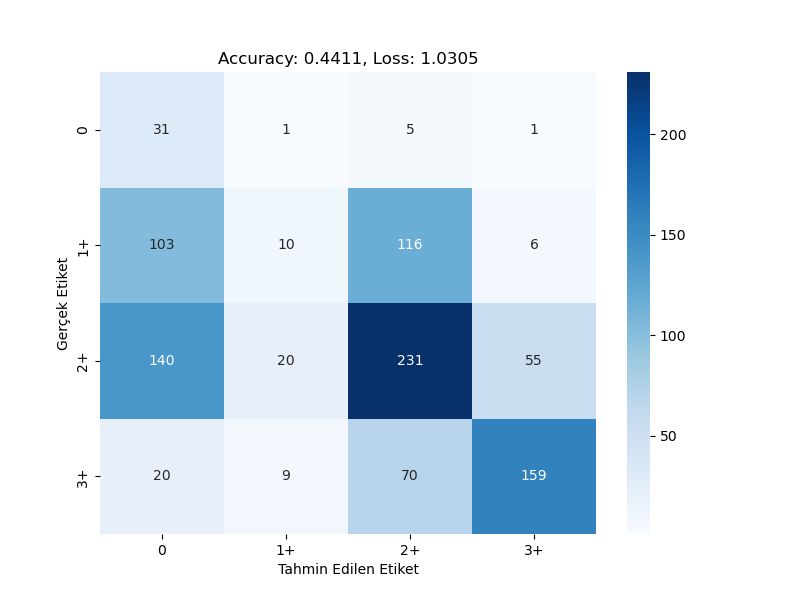 Accuracy: 0.4411, Loss: 1.0305
0 31 1 5 1
1+ 103 10 116 6
2+ 140 20 231 55
3+ 20 9 70 159
0 1+ 2+ 3+
Tahmin Edilen Etiket
Gerçek Etiket
200
150
100
50